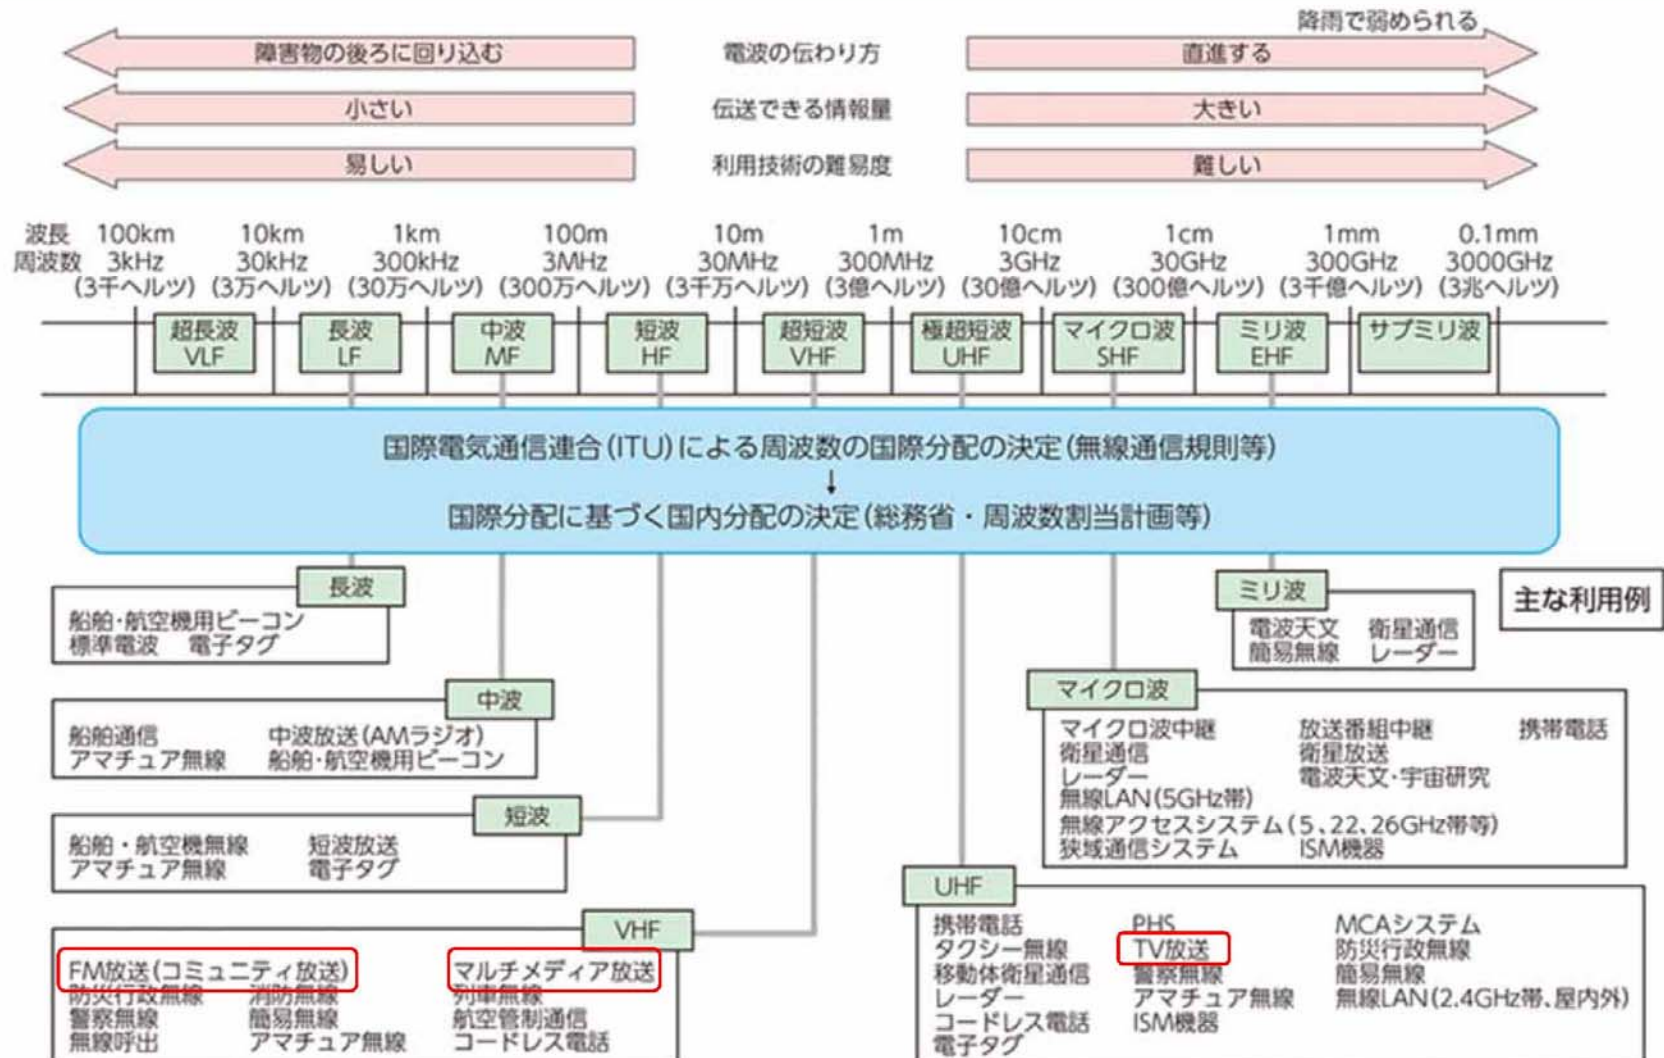 降雨で弱められる
障害物の後ろに回り込む 電波の伝わり方 直進する
小さい 伝送できる情報量 大きい
易しい 利用技術の難易度 難しい
波長 100km 10km 1km 100m 10m 1m 10cm 1cm 1mm 0.1mm
周波数 3kHz 30kHz 300kHz 3MHz 30MHz 300MHz 3GHz 30GHz 300GHz 3000GHz
(3千ヘルツ) (3万ヘルツ) (30万ヘルツ) (300万ヘルツ) (3千万ヘルツ) (3億ヘルツ) (30億ヘルツ) (300億ヘルツ) (3千億ヘルツ) (3兆ヘルツ)
超長波 長波 中波 短波 超短波 極超短波 マイクロ波 ミリ波 サブミリ波
VLF LF MF HF VHF UHF SHF EHF
国際電気通信連合(ITU)による周波数の国際分配の決定(無線通信規則等)
↓
国際分配に基づく国内分配の決定(総務省・周波数割当計画等)
長波
船舶・航空機用ビーコン
標準電波 電子タグ
中波
船舶通信 中波放送(AMラジオ)
アマチュア無線 船舶・航空機用ビーコン
短波
船舶・航空機無線 短波放送
アマチュア無線 電子タグ
VHF
FM放送(コミュニティ放送) マルチメディア放送
防災行政無線 消防無線 列車無線
警察無線 簡易無線 航空管制通信
無線呼出 アマチュア無線 コードレス電話
主な利用例
ミリ波
電波天文 衛星通信
簡易無線 レーダー
マイクロ波
マイクロ波中継 放送番組中継 携帯電話
衛星通信 衛星放送
レーダー 電波天文・宇宙研究
無線LAN(5GHz帯)
無線アクセスシステム(5、22、26GHz帯等)
狭域通信システム ISM機器
UHF
携帯電話 PHS MCAシステム
タクシー無線 TV放送 防災行政無線
移動体衛星通信 警察無線 簡易無線
レーダー アマチュア無線 無線LAN(2.4GHz帯、屋内外)
コードレス電話 ISM機器
電子タグ